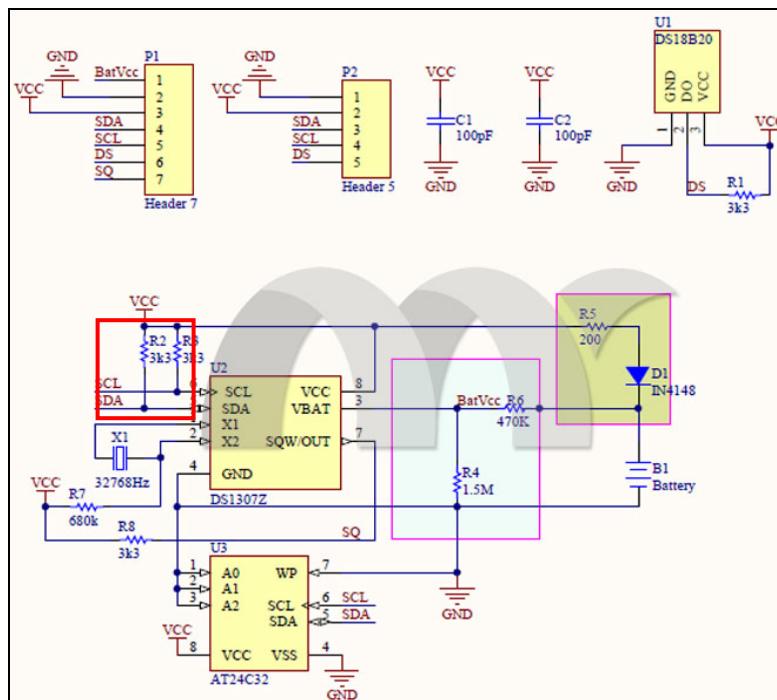 P1
GND
BatVcc
VCC
SDA
SCL
DS
SQ
1
2
3
4
5
6
7
Header 7
P2
GND
VCC
SDA
SCL
DS
1
2
3
4
5
Header 5
VCC
C1
100pF
GND
VCC
C2
100pF
GND
U1
DS18B20
GND
DO
VCC
1
2
3
VCC
GND
DS
R1
3k3
VCC
R2
3k3
R3
3k3
SCL
SDA
U2
6
SCL
SDA
1
X1
2
X2
4
GND
VCC
8
VBAT
3
SQW/OUT
7
DS1307Z
X1
32768Hz
VCC
R7
680k
R8
3k3
SQ
BatVcc
R6
470K
R4
1.5M
R5
200
D1
IN4148
B1
Battery
GND
U3
1
A0
2
A1
3
A2
WP
7
SCL
6
SCL
SDA
5
SDA
VCC
8
VCC
VSS
4
AT24C32
GND